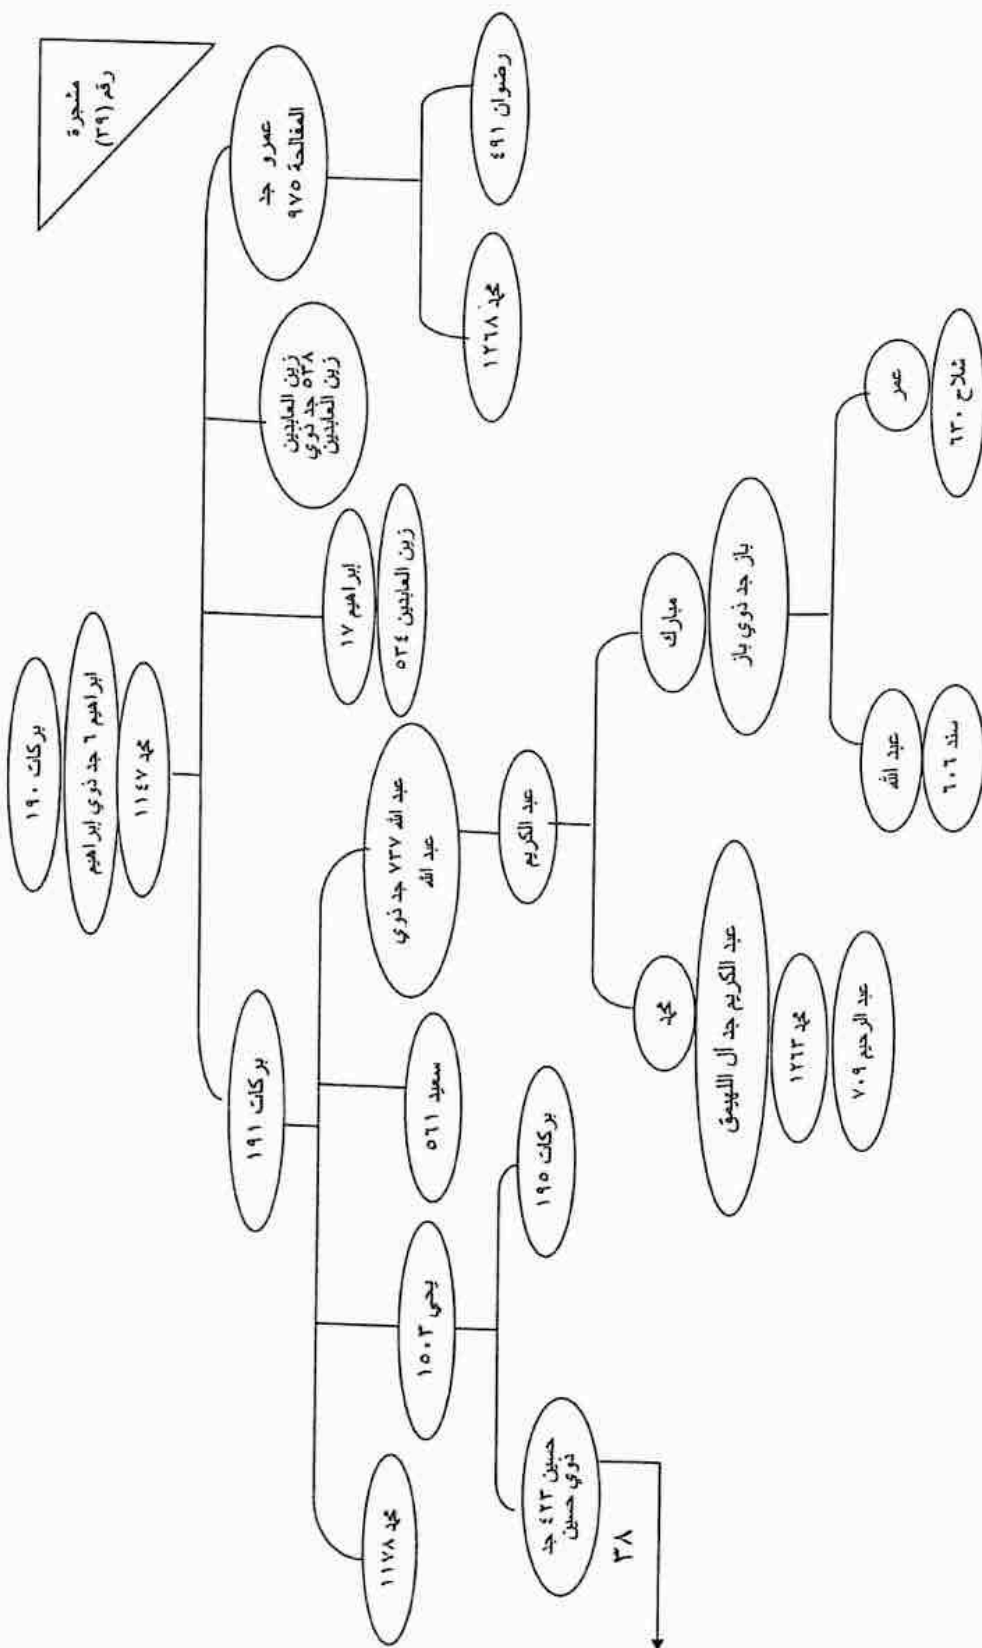 مشجرة
رقم (٣٩)
بركات ١٩٠
ابراهيم ٦ جد ذوي ابراهيم
محمد ١١٤٧
عمرو جد
المفالحة ٩٧٥
زين العابدين
٥٣٨ جد ذوي
زين العابدين
ابراهيم ١٧
زين العابدين ٥٣٤
بركات ١٩١
رضوان ٤٩١
محمد ١٢٦٨
عبد الله ٧٣٧ جد ذوي
عبد الله
سعيد ٥٦١
يحي ١٥٠٣
محمد ١١٧٨
عبد الكريم
بركات ١٩٥
حسين ٤٢٣ جد
ذوي حسين
٣٨
مبارك
باز جد ذوي باز
محمد
عبد الكريم جد آل اللهيمق
محمد ١٢٦٣
عبد الرحيم ٧٠٩
عمر
شلاح ٦٣٠
عبد الله
سند ٦٠٦